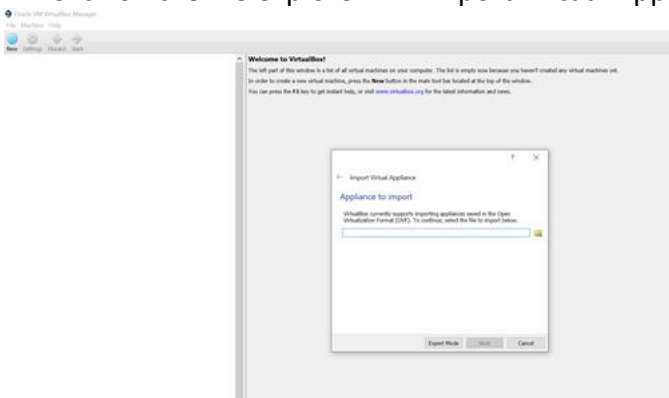 Oracle VM VirtualBox Manager
File Machine Help
New Settings Discard Start
Welcome to VirtualBox!
The left part of this window is a list of all virtual machines on your computer. The list is empty now because you haven't created any virtual machines yet.
In order to create a new virtual machine, press the New button in the main tool bar located at the top of the window.
You can press the F1 key to get instant help, or visit www.virtualbox.org for the latest information and news.
? ×
← Import Virtual Appliance
Appliance to import
VirtualBox currently supports importing appliances saved in the Open
Virtualization Format (OVF). To continue, select the file to import below.
Expert Mode Next Cancel